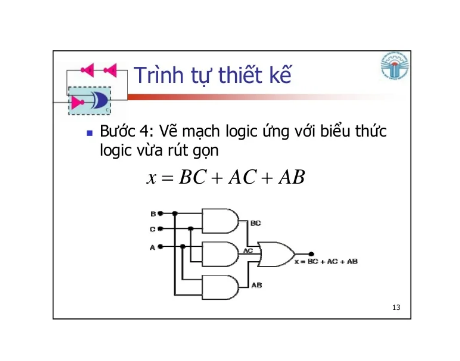 Trình tự thiết kế
Bước 4: Vẽ mạch logic ứng với biểu thức
logic vừa rút gọn
x = BC + AC + AB
B
C
A
BC
AC
AB
x = BC + AC + AB
13